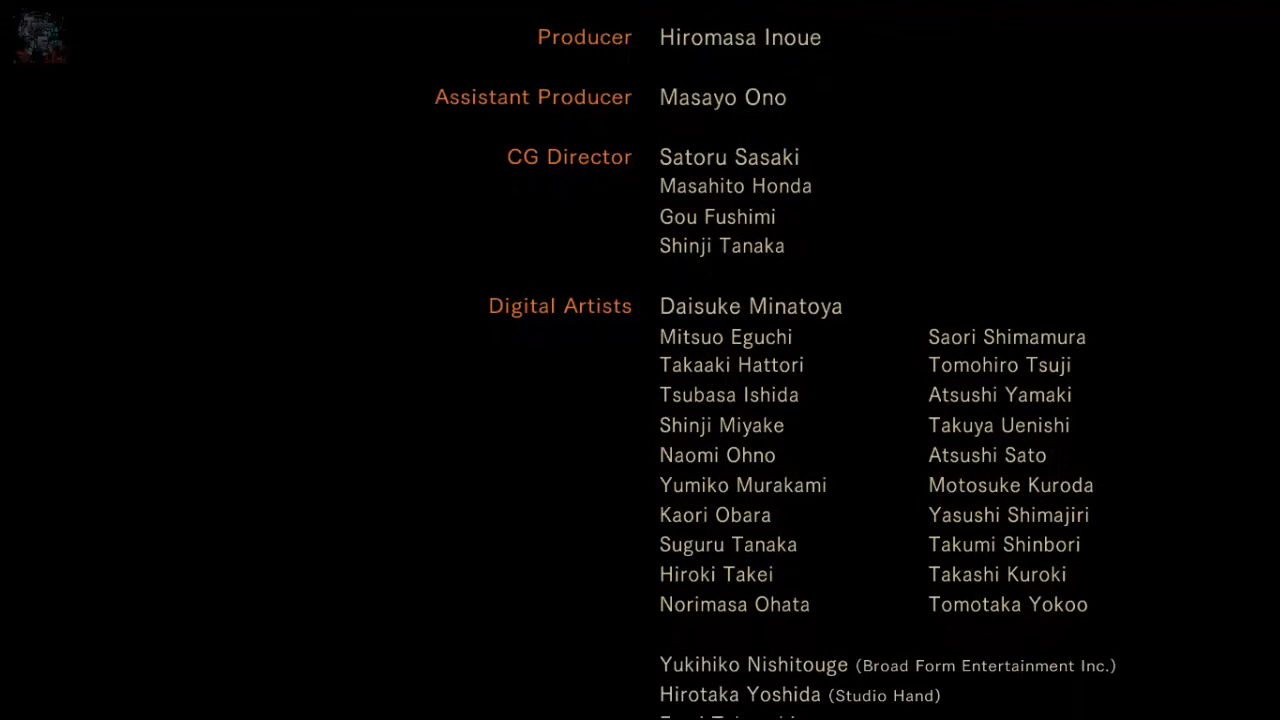 Producer Hiromasa Inoue
Assistant Producer Masayo Ono
CG Director Satoru Sasaki
Masahito Honda
Gou Fushimi
Shinji Tanaka
Digital Artists Daisuke Minatoya
Mitsuo Eguchi Saori Shimamura
Takaaki Hattori Tomohiro Tsuji
Tsubasa Ishida Atsushi Yamaki
Shinji Miyake Takuya Uenishi
Naomi Ohno Atsushi Sato
Yumiko Murakami Motosuke Kuroda
Kaori Obara Yasushi Shimajiri
Suguru Tanaka Takumi Shinbori
Hiroki Takei Takashi Kuroki
Norimasa Ohata Tomotaka Yokoo
Yukihiko Nishitouge (Broad Form Entertainment Inc.)
Hirotaka Yoshida (Studio Hand)